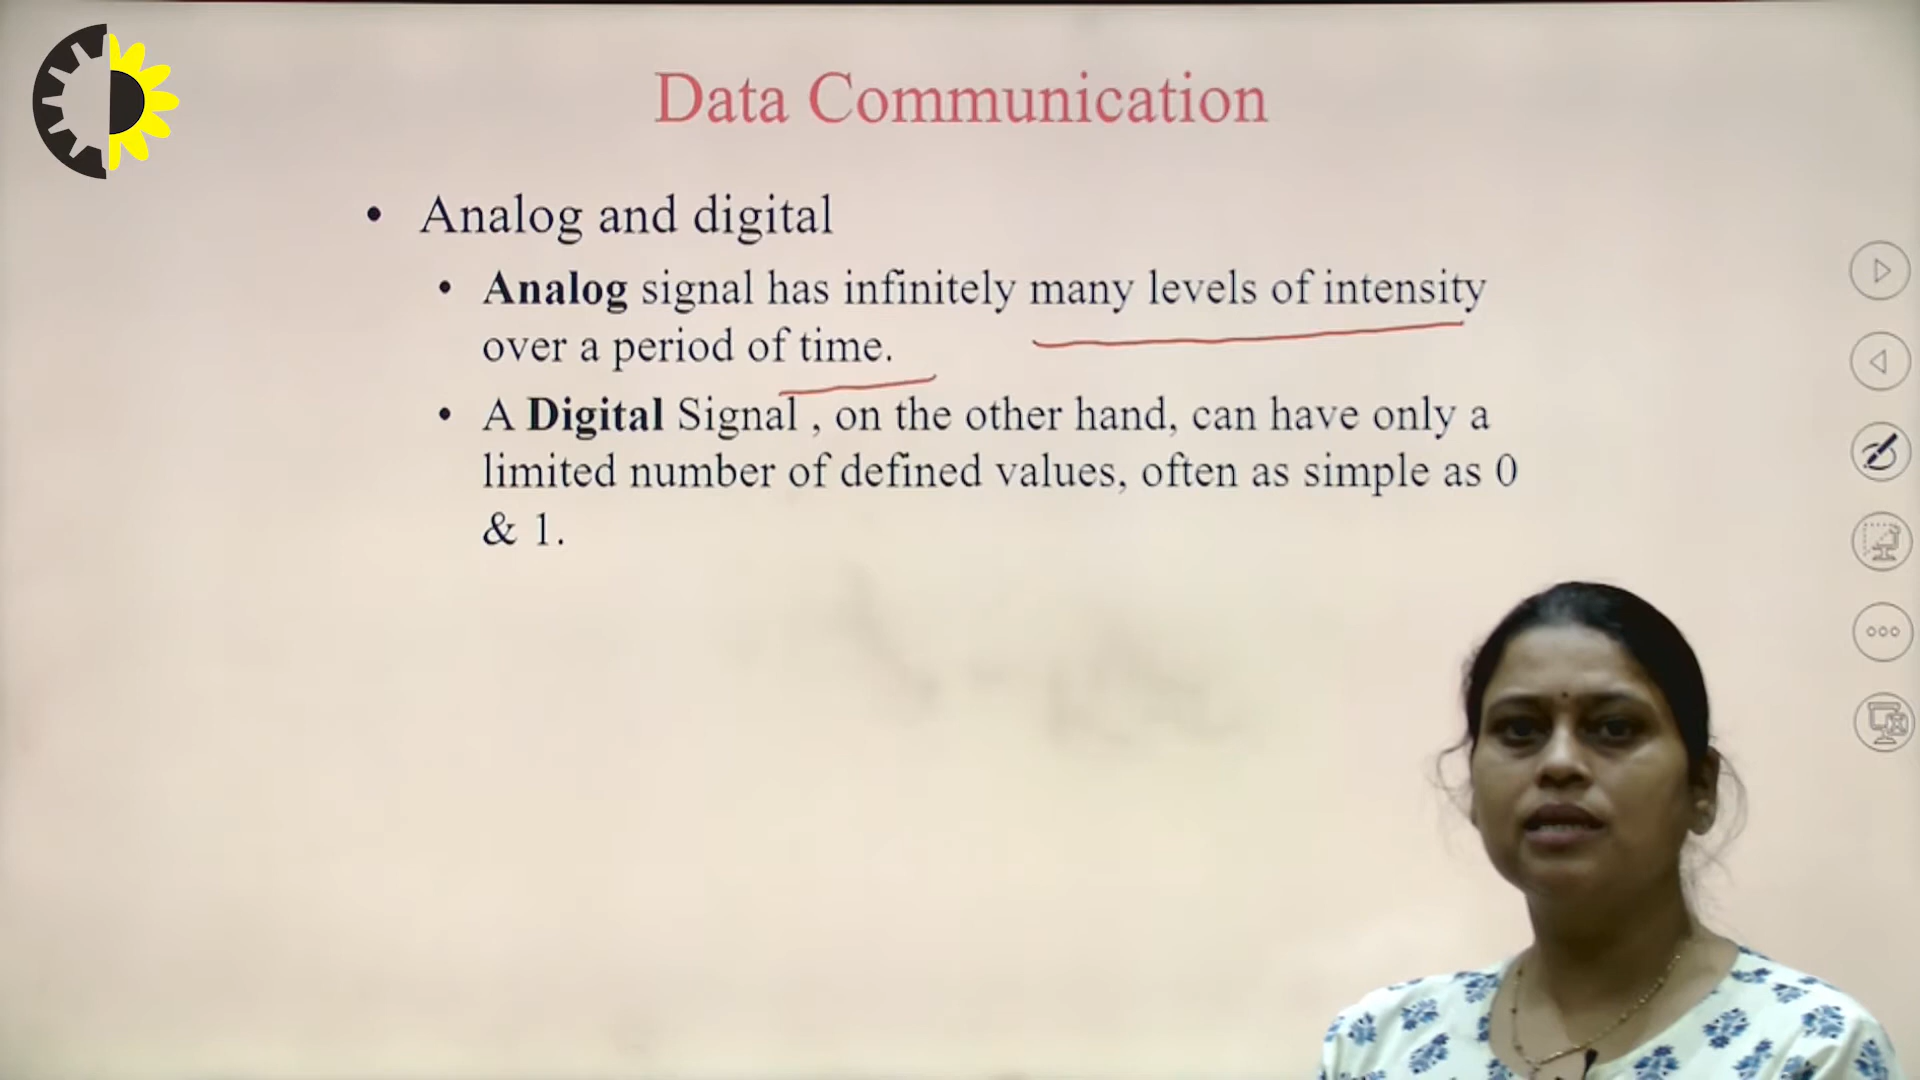 Data Communication
• Analog and digital
• Analog signal has infinitely many levels of intensity
over a period of time.
• A Digital Signal , on the other hand, can have only a
limited number of defined values, often as simple as 0
& 1.